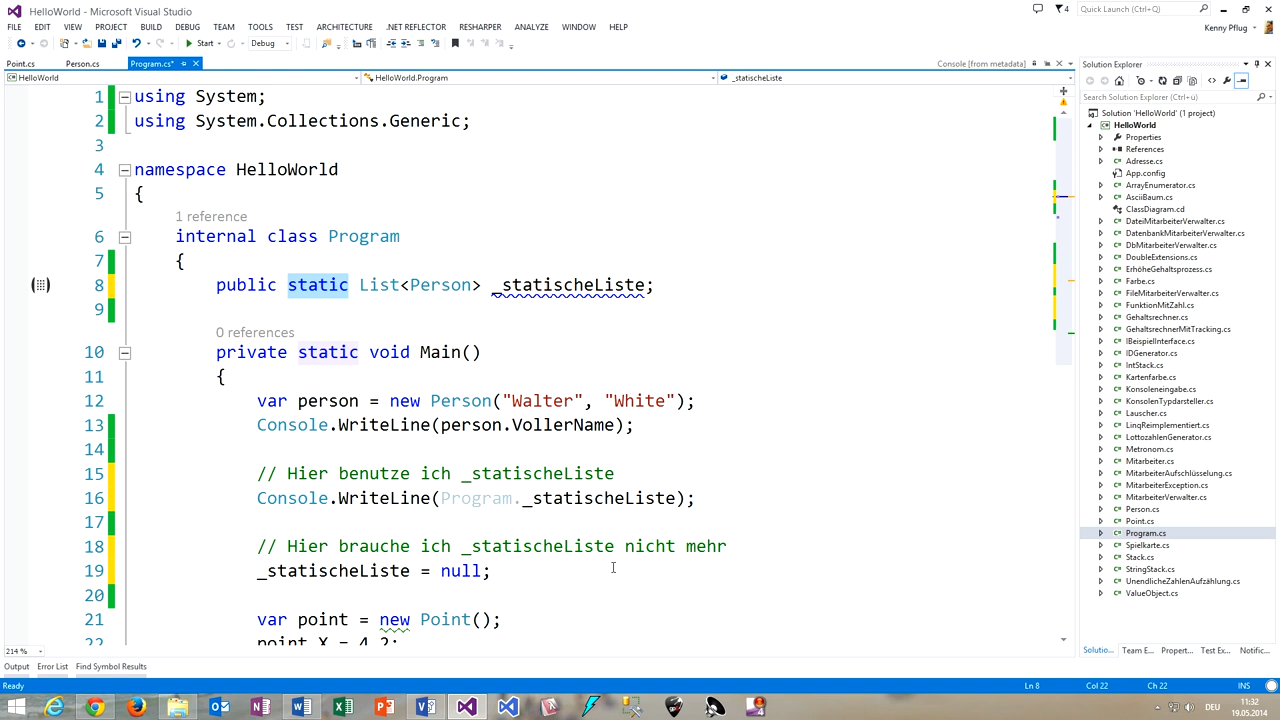 HelloWorld - Microsoft Visual Studio
Quick Launch (Ctrl+Q)
4
FILE EDIT VIEW PROJECT BUILD DEBUG TEAM TOOLS TEST ARCHITECTURE .NET REFLECTOR RESHARPER ANALYZE WINDOW HELP
Kenny Pflug
Start Debug
Point.cs Person.cs Program.cs* Console [from metadata]
HelloWorld HelloWorld.Program _statischeListe
1 using System;
2 using System.Collections.Generic;
3
4 namespace HelloWorld
5 {
1 reference
6 internal class Program
7 {
8 public static List<Person> _statischeListe;
9
0 references
10 private static void Main()
11 {
12 var person = new Person("Walter", "White");
13 Console.WriteLine(person.VollerName);
14
15 // Hier benutze ich _statischeListe
16 Console.WriteLine(Program._statischeListe);
17
18 // Hier brauche ich _statischeListe nicht mehr
19 _statischeListe = null;
20
21 var point = new Point();
22 point.X = 4.2;
214 %
Output Error List Find Symbol Results
Ready
Ln 8 Col 22 Ch 22 INS
Solution Explorer
Search Solution Explorer (Ctrl+ü)
Solution 'HelloWorld' (1 project)
HelloWorld
Properties
References
Adresse.cs
App.config
ArrayEnumerator.cs
AsciiBaum.cs
ClassDiagram.cd
DateiMitarbeiterVerwalter.cs
DatenbankMitarbeiterVerwalter.cs
DbMitarbeiterVerwalter.cs
DoubleExtensions.cs
ErhöheGehaltsprozess.cs
Farbe.cs
FileMitarbeiterVerwalter.cs
FunktionMitZahl.cs
Gehaltsrechner.cs
GehaltsrechnerMitTracking.cs
IBeispielInterface.cs
IDGenerator.cs
IntStack.cs
Kartenfarbe.cs
Konsoleneingabe.cs
KonsolenTypdarsteller.cs
Lauscher.cs
LinqReimplementiert.cs
LottozahlenGenerator.cs
Metronom.cs
Mitarbeiter.cs
MitarbeiterAufschlüsselung.cs
MitarbeiterException.cs
MitarbeiterVerwalter.cs
Person.cs
Point.cs
Program.cs
Spielkarte.cs
Stack.cs
StringStack.cs
UnendlicheZahlenAufzählung.cs
ValueObject.cs
Solutio... Team E... Propert... Test Ex... Notific...
DEU
11:32
19.05.2014